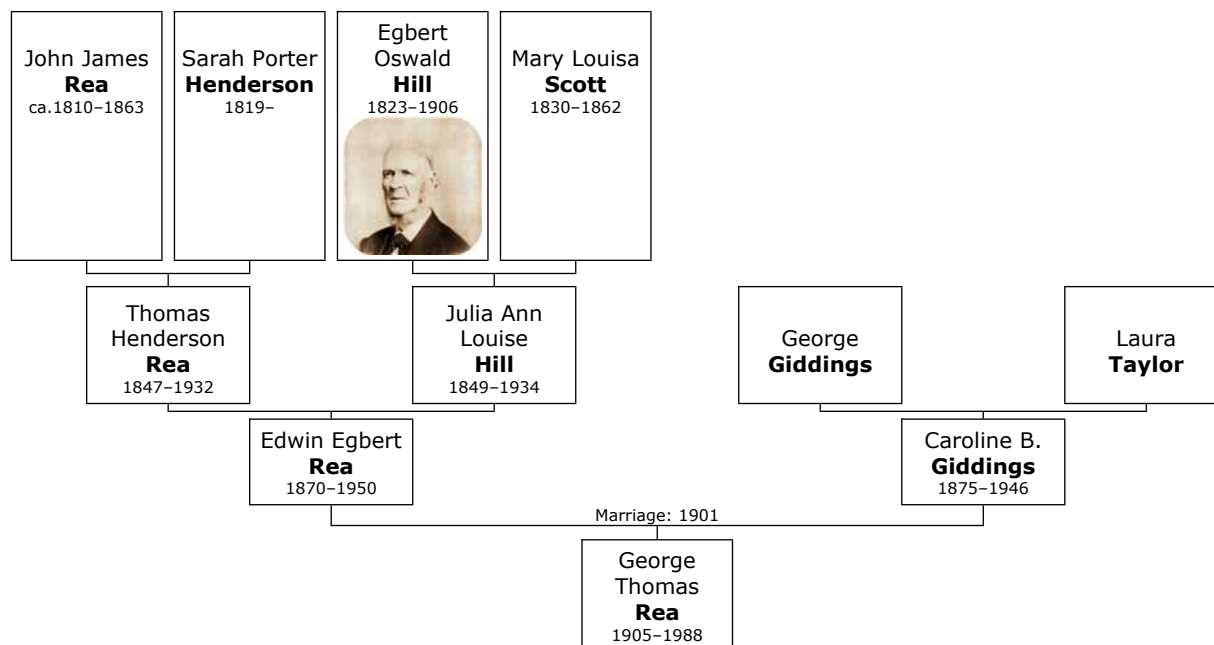 John James
Rea
ca.1810–1863
Sarah Porter
Henderson
1819–
Egbert
Oswald
Hill
1823–1906
Mary Louisa
Scott
1830–1862
Thomas
Henderson
Rea
1847–1932
Julia Ann
Louise
Hill
1849–1934
George
Giddings
Laura
Taylor
Edwin Egbert
Rea
1870–1950
Caroline B.
Giddings
1875–1946
Marriage: 1901
George
Thomas
Rea
1905–1988